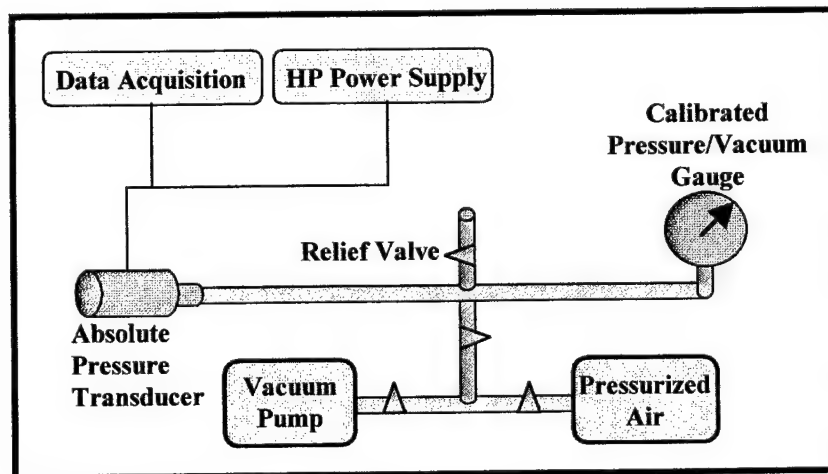 Data Acquisition
HP Power Supply
Calibrated
Pressure/Vacuum
Gauge
Relief Valve
Absolute
Pressure
Transducer
Vacuum
Pump
Pressurized
Air